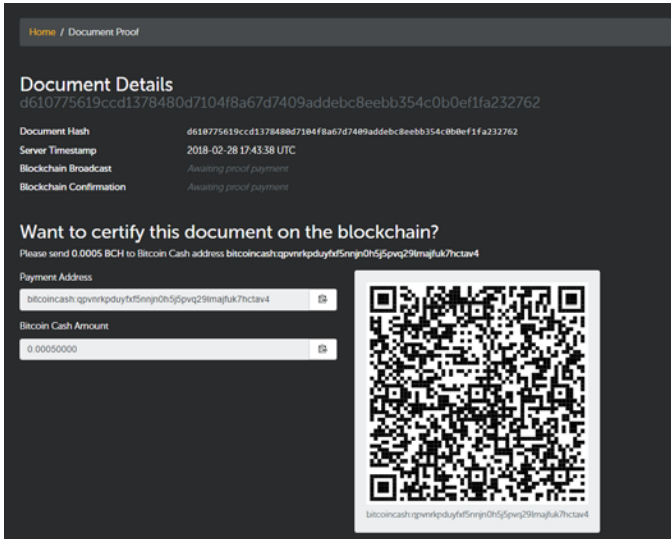 Home / Document Proof
Document Details
d610775619ccd1378480d7104f8a67d7409addebc8eebb354c0b0ef1fa232762
Document Hash d610775619ccd1378480d7104f8a67d7409addebc8eebb354c0b0ef1fa232762
Server Timestamp 2018-02-28 17:43:38 UTC
Blockchain Broadcast Awaiting proof payment
Blockchain Confirmation Awaiting proof payment
Want to certify this document on the blockchain?
Please send 0.0005 BCH to Bitcoin Cash address bitcoincash:qpvnrkpduyfxf5nnjn0h5j5pvq29lmajfuk7hctav4
Payment Address
bitcoincash:qpvnrkpduyfxf5nnjn0h5j5pvq29lmajfuk7hctav4
Bitcoin Cash Amount
0.00050000
bitcoincash:qpvnrkpduyfxf5nnjn0h5j5pvq29lmajfuk7hctav4